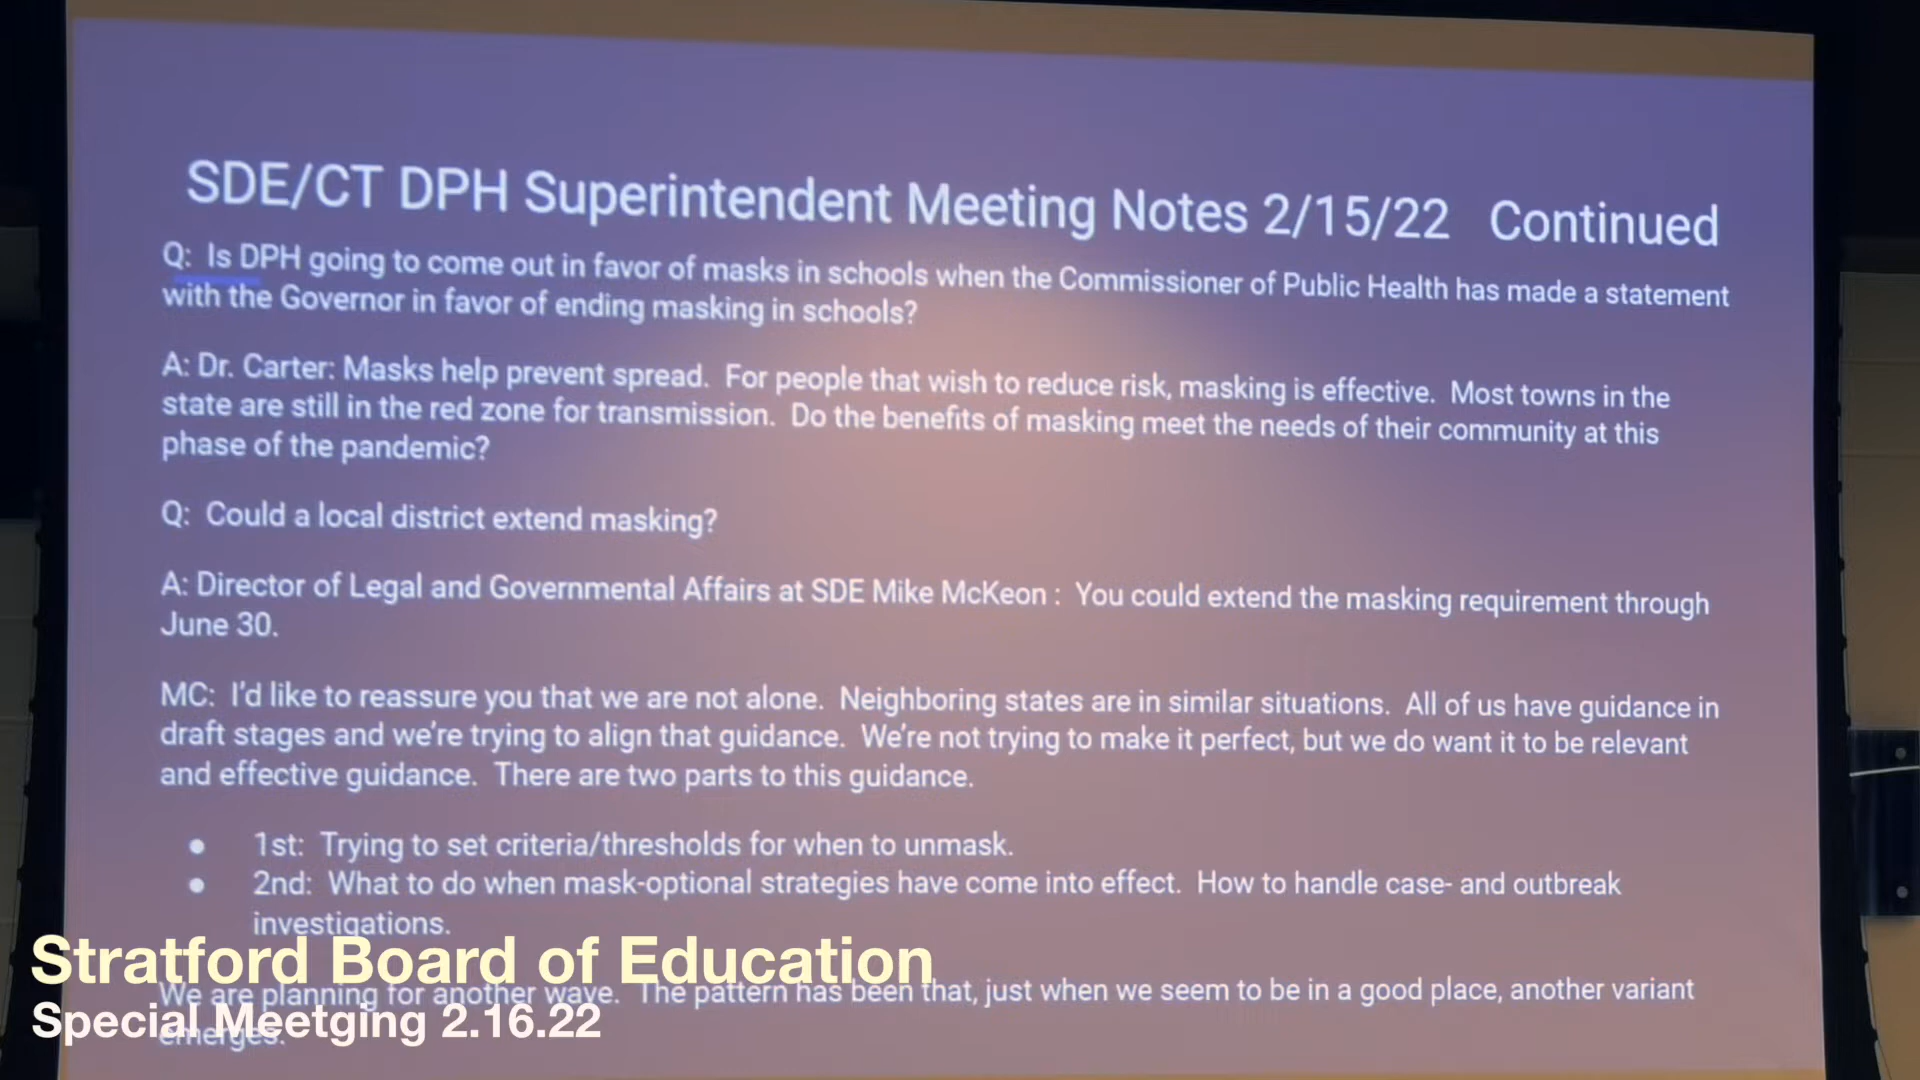 SDE/CT DPH Superintendent Meeting Notes 2/15/22 Continued
Q: Is DPH going to come out in favor of masks in schools when the Commissioner of Public Health has made a statement
with the Governor in favor of ending masking in schools?
A: Dr. Carter: Masks help prevent spread. For people that wish to reduce risk, masking is effective. Most towns in the
state are still in the red zone for transmission. Do the benefits of masking meet the needs of their community at this
phase of the pandemic?
Q: Could a local district extend masking?
A: Director of Legal and Governmental Affairs at SDE Mike McKeon : You could extend the masking requirement through
June 30.
MC: I'd like to reassure you that we are not alone. Neighboring states are in similar situations. All of us have guidance in
draft stages and we're trying to align that guidance. We're not trying to make it perfect, but we do want it to be relevant
and effective guidance. There are two parts to this guidance.
● 1st: Trying to set criteria/thresholds for when to unmask.
● 2nd: What to do when mask-optional strategies have come into effect. How to handle case- and outbreak
investigations.
We are planning for another wave. The pattern has been that, just when we seem to be in a good place, another variant
emerges.
Stratford Board of Education
Special Meetging 2.16.22